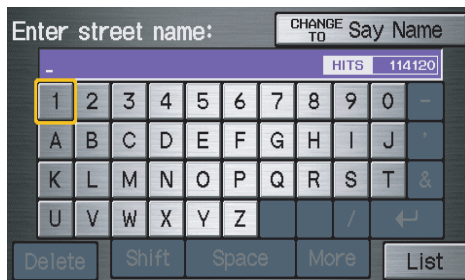 Enter street name:
CHANGE TO Say Name
_
HITS 114120
1 2 3 4 5 6 7 8 9 0 -
A B C D E F G H I J '
K L M N O P Q R S T &
U V W X Y Z / ↵
Delete Shift Space More List